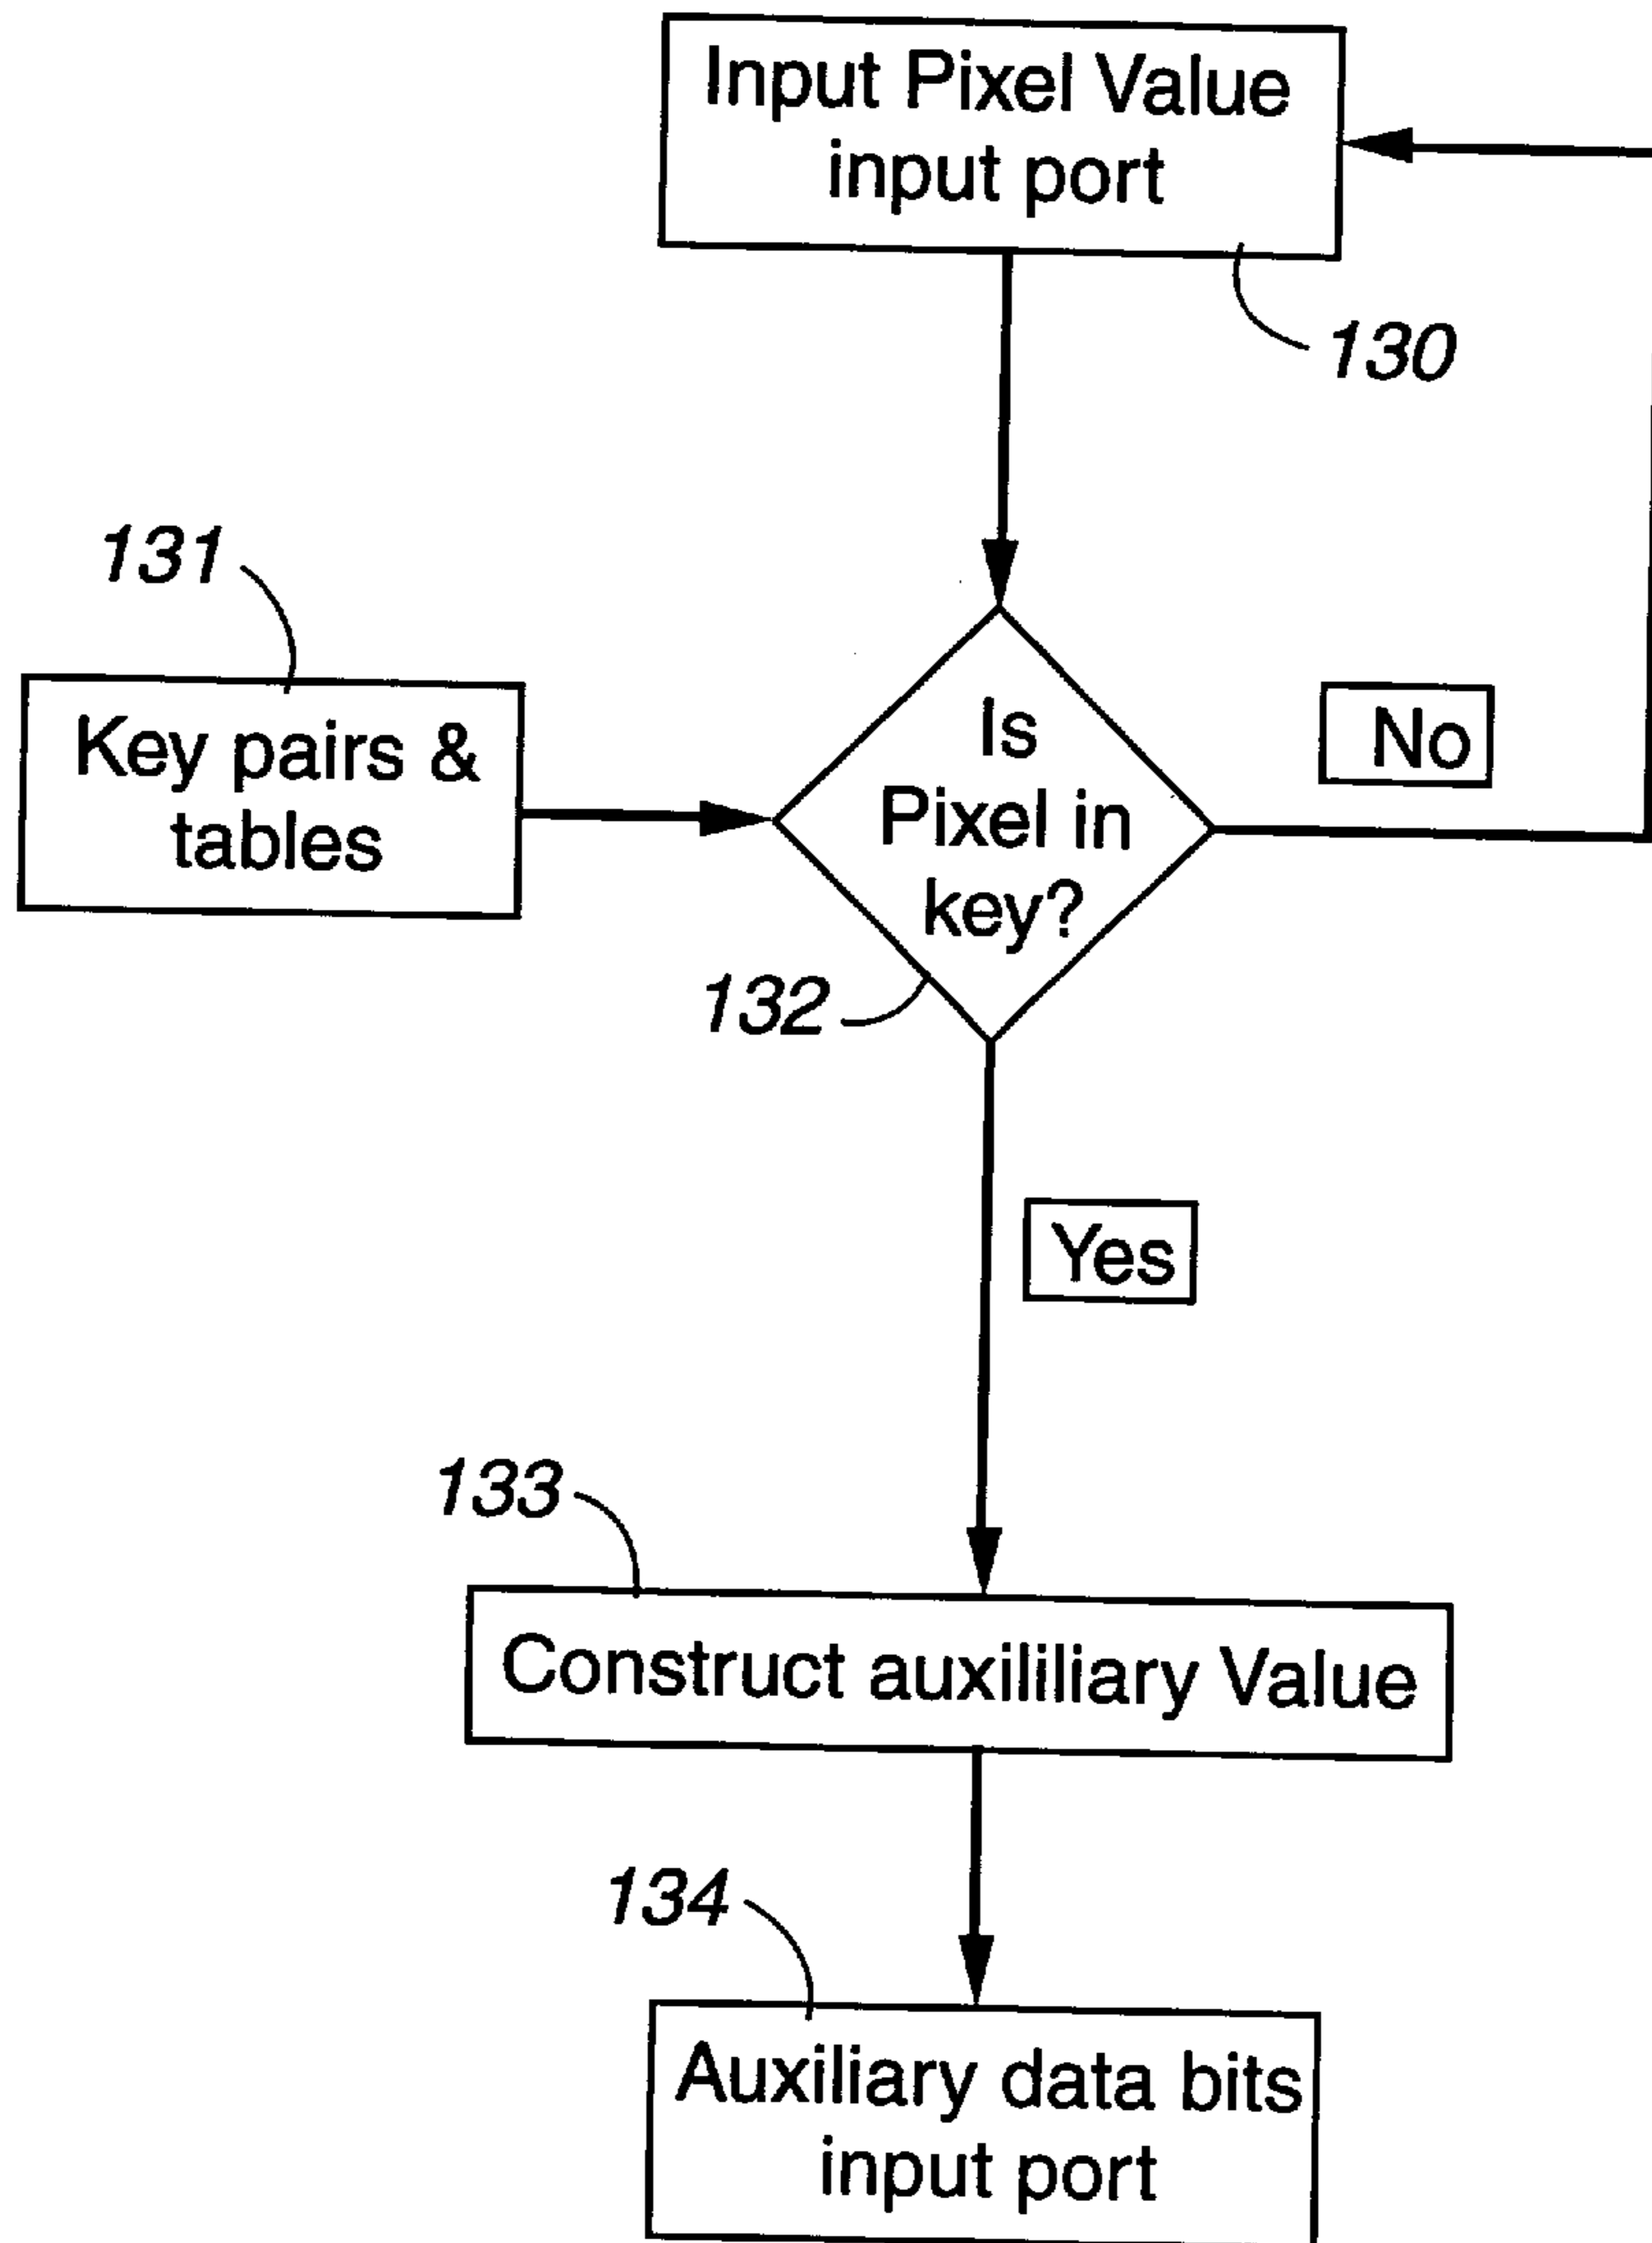 Input Pixel Value
input port
130
131
Key pairs &
tables
Is
Pixel in
key?
No
132
Yes
133
Construct auxililiary Value
134
Auxiliary data bits
input port